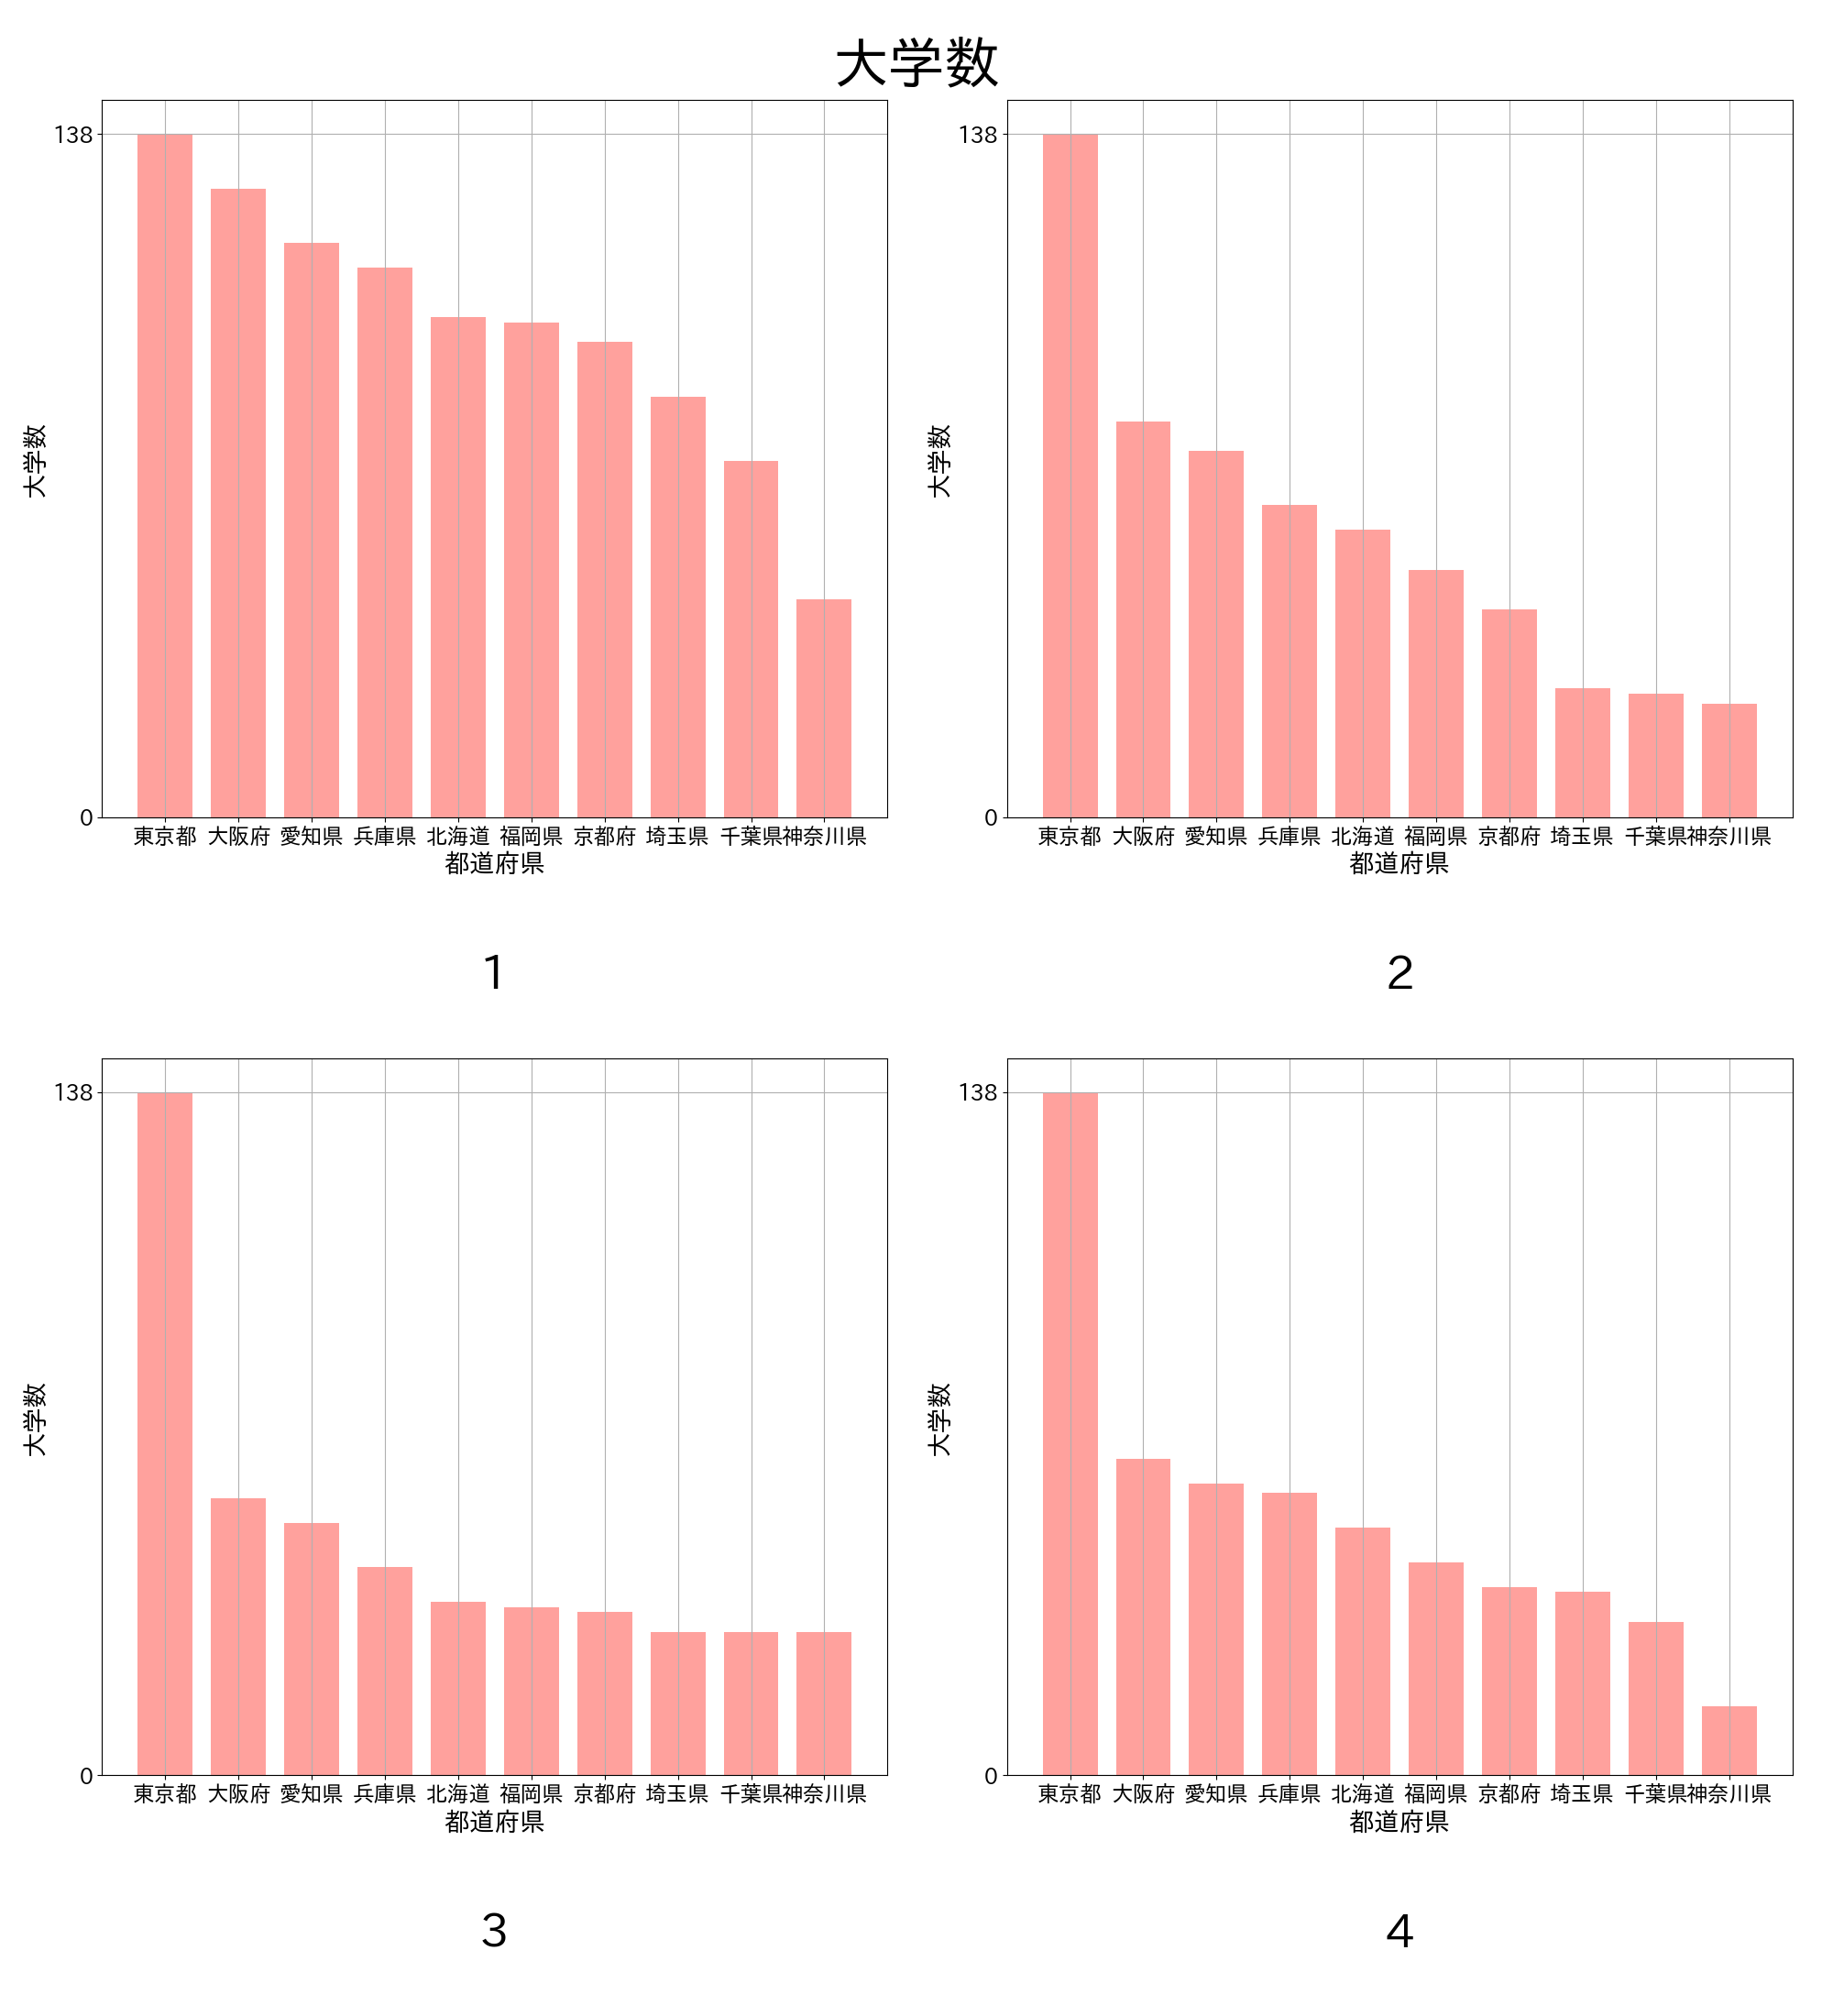 大学数
138
0
大学数
東京都 大阪府 愛知県 兵庫県 北海道 福岡県 京都府 埼玉県 千葉県 神奈川県
都道府県
1
138
0
大学数
東京都 大阪府 愛知県 兵庫県 北海道 福岡県 京都府 埼玉県 千葉県 神奈川県
都道府県
2
138
0
大学数
東京都 大阪府 愛知県 兵庫県 北海道 福岡県 京都府 埼玉県 千葉県 神奈川県
都道府県
3
138
0
大学数
東京都 大阪府 愛知県 兵庫県 北海道 福岡県 京都府 埼玉県 千葉県 神奈川県
都道府県
4